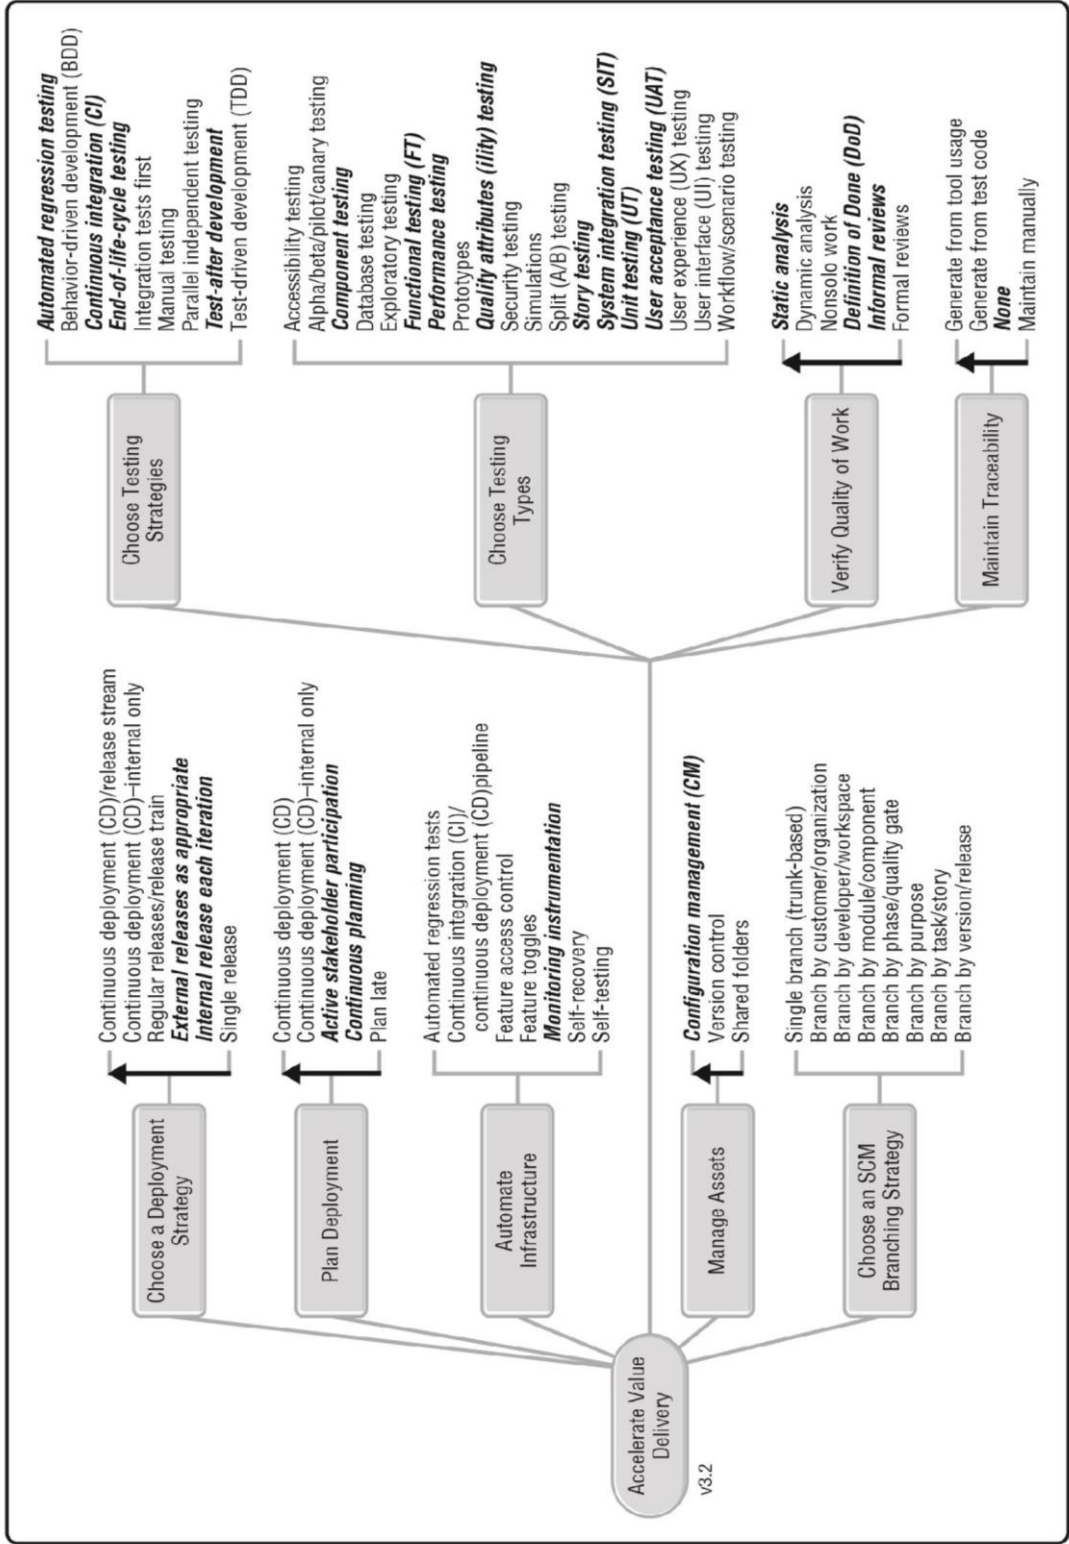 Accelerate Value
Delivery
v3.2
Choose a Deployment
Strategy
Continuous deployment (CD)/release stream
Continuous deployment (CD)–internal only
Regular releases/release train
External releases as appropriate
Internal release each iteration
Single release
Plan Deployment
Continuous deployment (CD)
Continuous deployment (CD)–internal only
Active stakeholder participation
Continuous planning
Plan late
Automate
Infrastructure
Automated regression tests
Continuous integration (CI)/
continuous deployment (CD)pipeline
Feature access control
Feature toggles
Monitoring instrumentation
Self-recovery
Self-testing
Manage Assets
Configuration management (CM)
Version control
Shared folders
Choose an SCM
Branching Strategy
Single branch (trunk-based)
Branch by customer/organization
Branch by developer/workspace
Branch by module/component
Branch by phase/quality gate
Branch by purpose
Branch by task/story
Branch by version/release
Choose Testing
Strategies
Automated regression testing
Behavior-driven development (BDD)
Continuous integration (CI)
End-of-life-cycle testing
Integration tests first
Manual testing
Parallel independent testing
Test-after development
Test-driven development (TDD)
Choose Testing
Types
Accessibility testing
Alpha/beta/pilot/canary testing
Component testing
Database testing
Exploratory testing
Functional testing (FT)
Performance testing
Prototypes
Quality attributes (ility) testing
Security testing
Simulations
Split (A/B) testing
Story testing
System integration testing (SIT)
Unit testing (UT)
User acceptance testing (UAT)
User experience (UX) testing
User interface (UI) testing
Workflow/scenario testing
Verify Quality of Work
Static analysis
Dynamic analysis
Nonsolo work
Definition of Done (DoD)
Informal reviews
Formal reviews
Maintain Traceability
Generate from tool usage
Generate from test code
None
Maintain manually